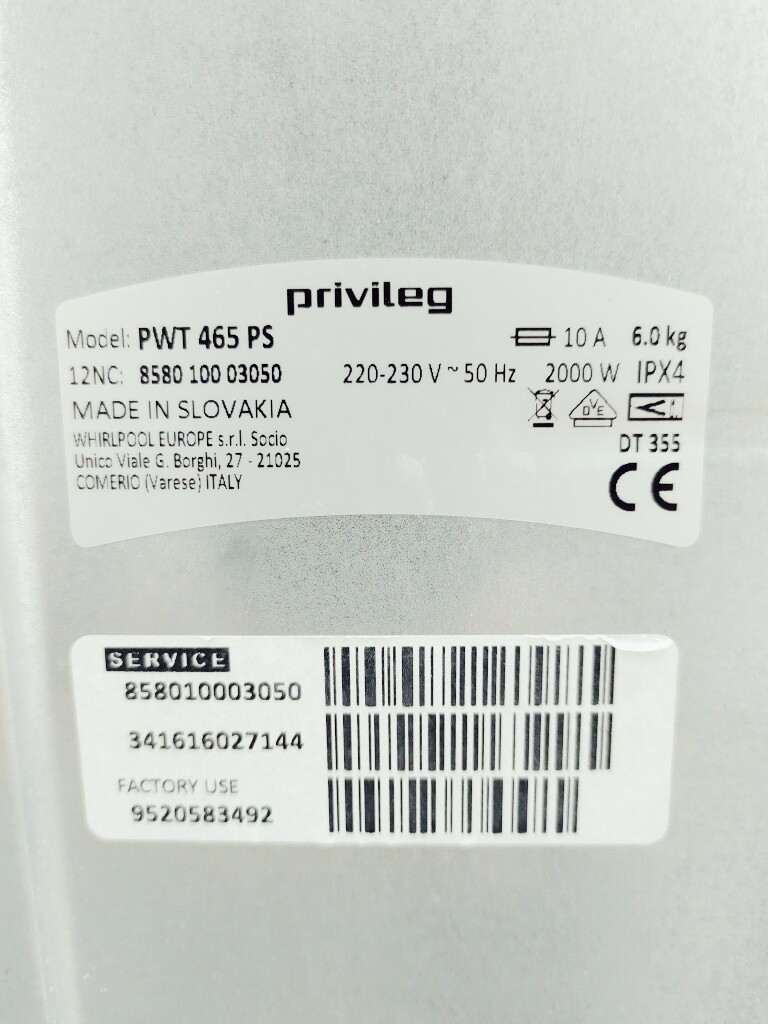 privileg
Model: PWT 465 PS 10 A 6.0 kg
12NC: 8580 100 03050 220-230 V ~ 50 Hz 2000 W IPX4
MADE IN SLOVAKIA
DVE
WHIRLPOOL EUROPE s.r.l. Socio
DT 355
Unico Viale G. Borghi, 27 - 21025
COMERIO (Varese) ITALY
CE
SERVICE
858010003050
341616027144
FACTORY USE
9520583492